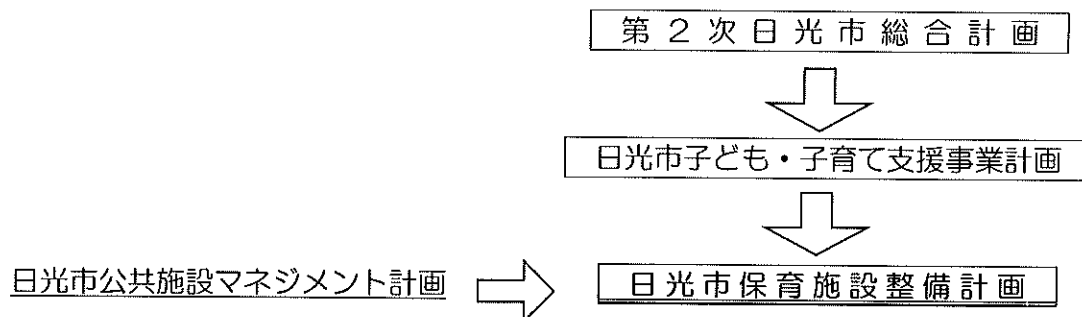 第２次日光市総合計画
日光市子ども・子育て支援事業計画
日光市公共施設マネジメント計画
日光市保育施設整備計画